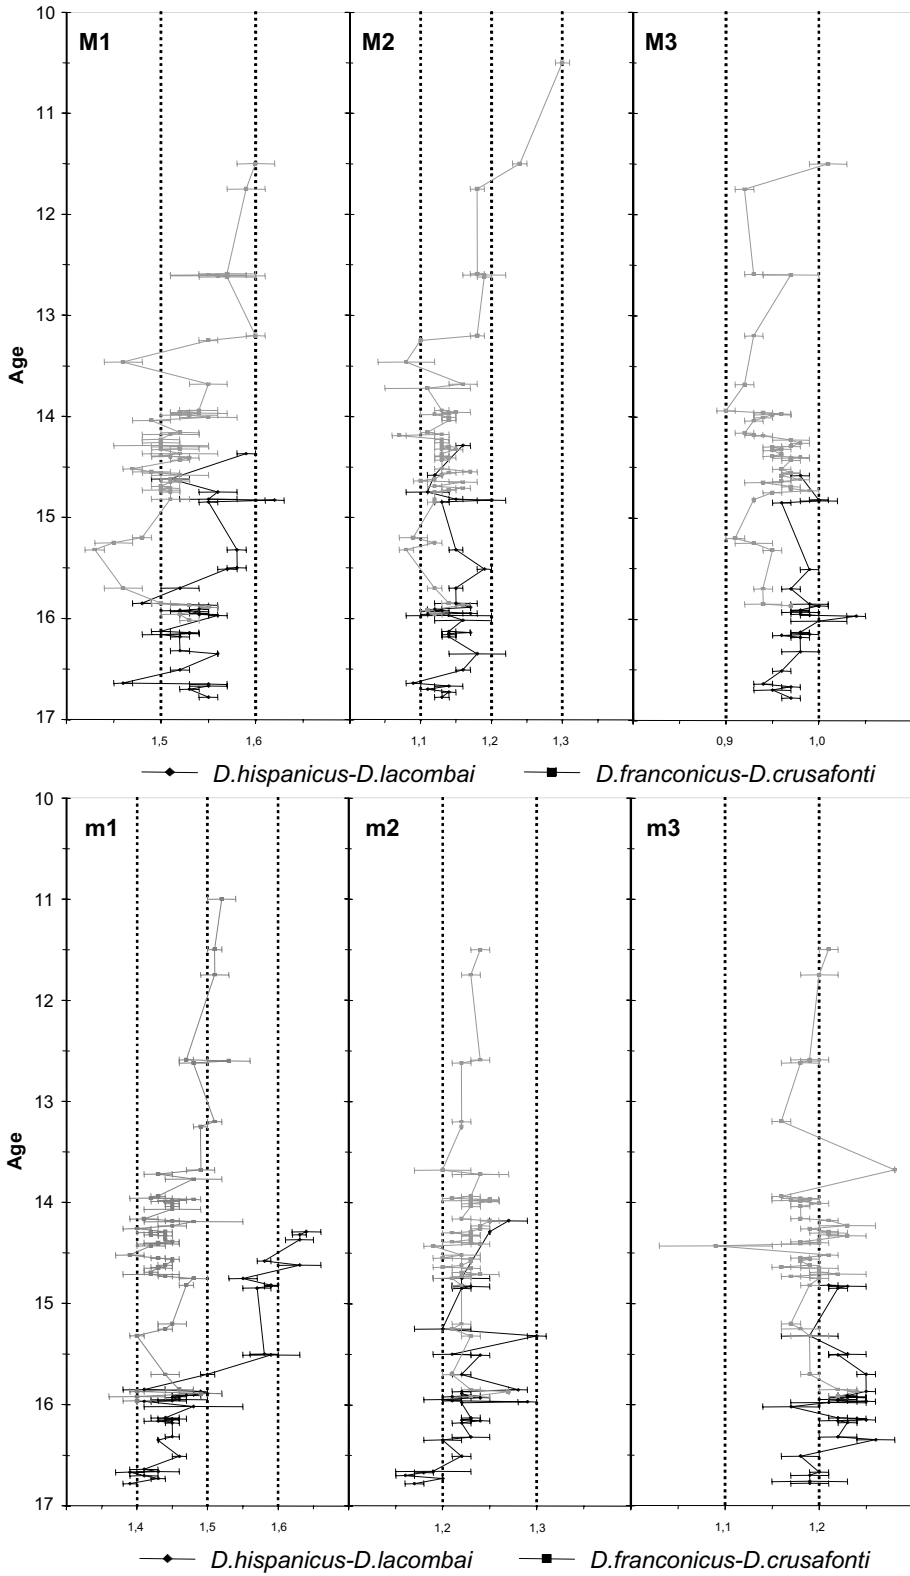 10
M1
M2
M3
11
12
13
Age
14
15
16
17
1,5
1,6
1,1
1,2
1,3
0,9
1,0
D.hispanicus-D.lacombai
D.franconicus-D.crusafonti
10
m1
m2
m3
11
12
13
Age
14
15
16
17
1,4
1,5
1,6
1,2
1,3
1,1
1,2
D.hispanicus-D.lacombai
D.franconicus-D.crusafonti